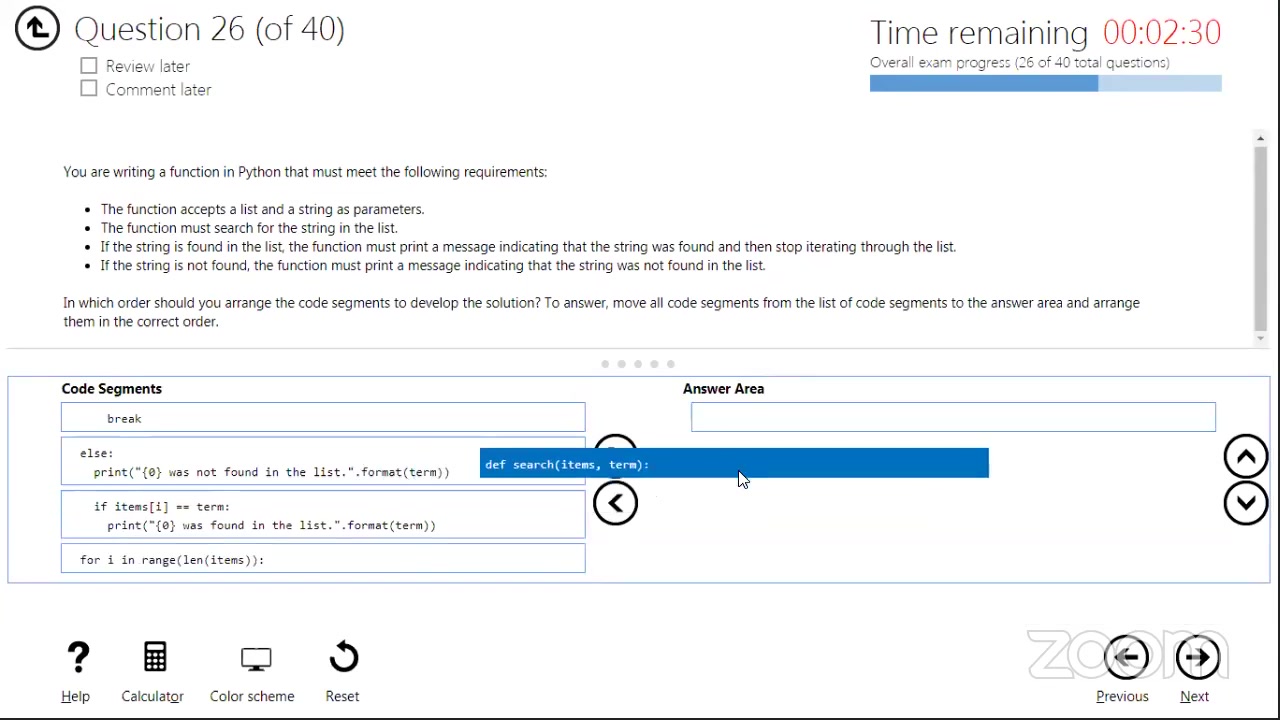 Question 26 (of 40)
Review later
Comment later
Time remaining 00:02:30
Overall exam progress (26 of 40 total questions)
You are writing a function in Python that must meet the following requirements:
• The function accepts a list and a string as parameters.
• The function must search for the string in the list.
• If the string is found in the list, the function must print a message indicating that the string was found and then stop iterating through the list.
• If the string is not found, the function must print a message indicating that the string was not found in the list.
In which order should you arrange the code segments to develop the solution? To answer, move all code segments from the list of code segments to the answer area and arrange
them in the correct order.
Code Segments
break
else:
print("{0} was not found in the list.".format(term))
if items[i] == term:
print("{0} was found in the list.".format(term))
for i in range(len(items)):
Answer Area
def search(items, term):
Help
Calculator
Color scheme
Reset
zoom
Previous
Next